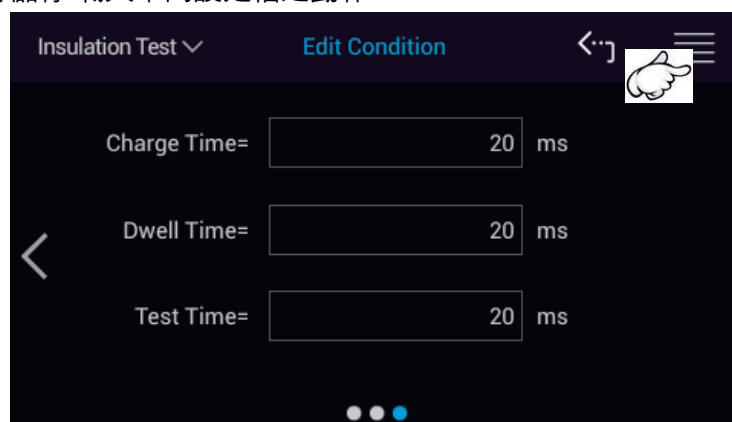 Insulation Test Edit Condition
Charge Time= 20 ms
Dwell Time= 20 ms
Test Time= 20 ms